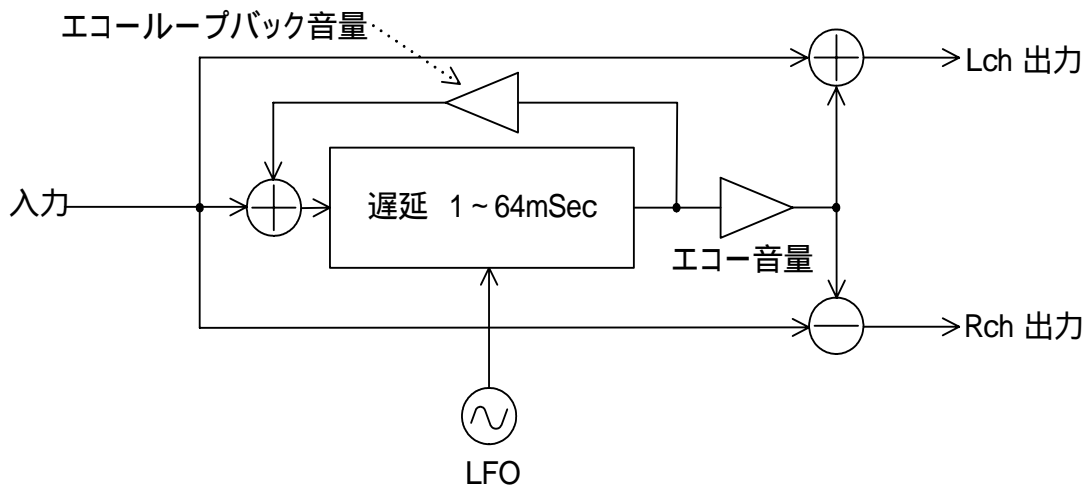 エコーループバック音量
Lch 出力
入力
遅延 1~64mSec
エコー音量
Rch 出力
LFO